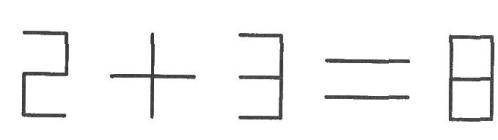 2 + 3 = 8